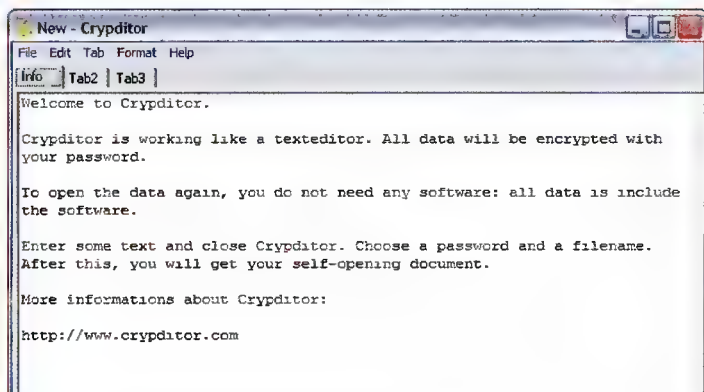 New - Crypditor
File Edit Tab Format Help
Info Tab2 Tab3
Welcome to Crypditor.
Crypditor is working like a texteditor. All data will be encrypted with
your password.
To open the data again, you do not need any software: all data is include
the software.
Enter some text and close Crypditor. Choose a password and a filename.
After this, you will get your self-opening document.
More informations about Crypditor:
http://www.crypditor.com